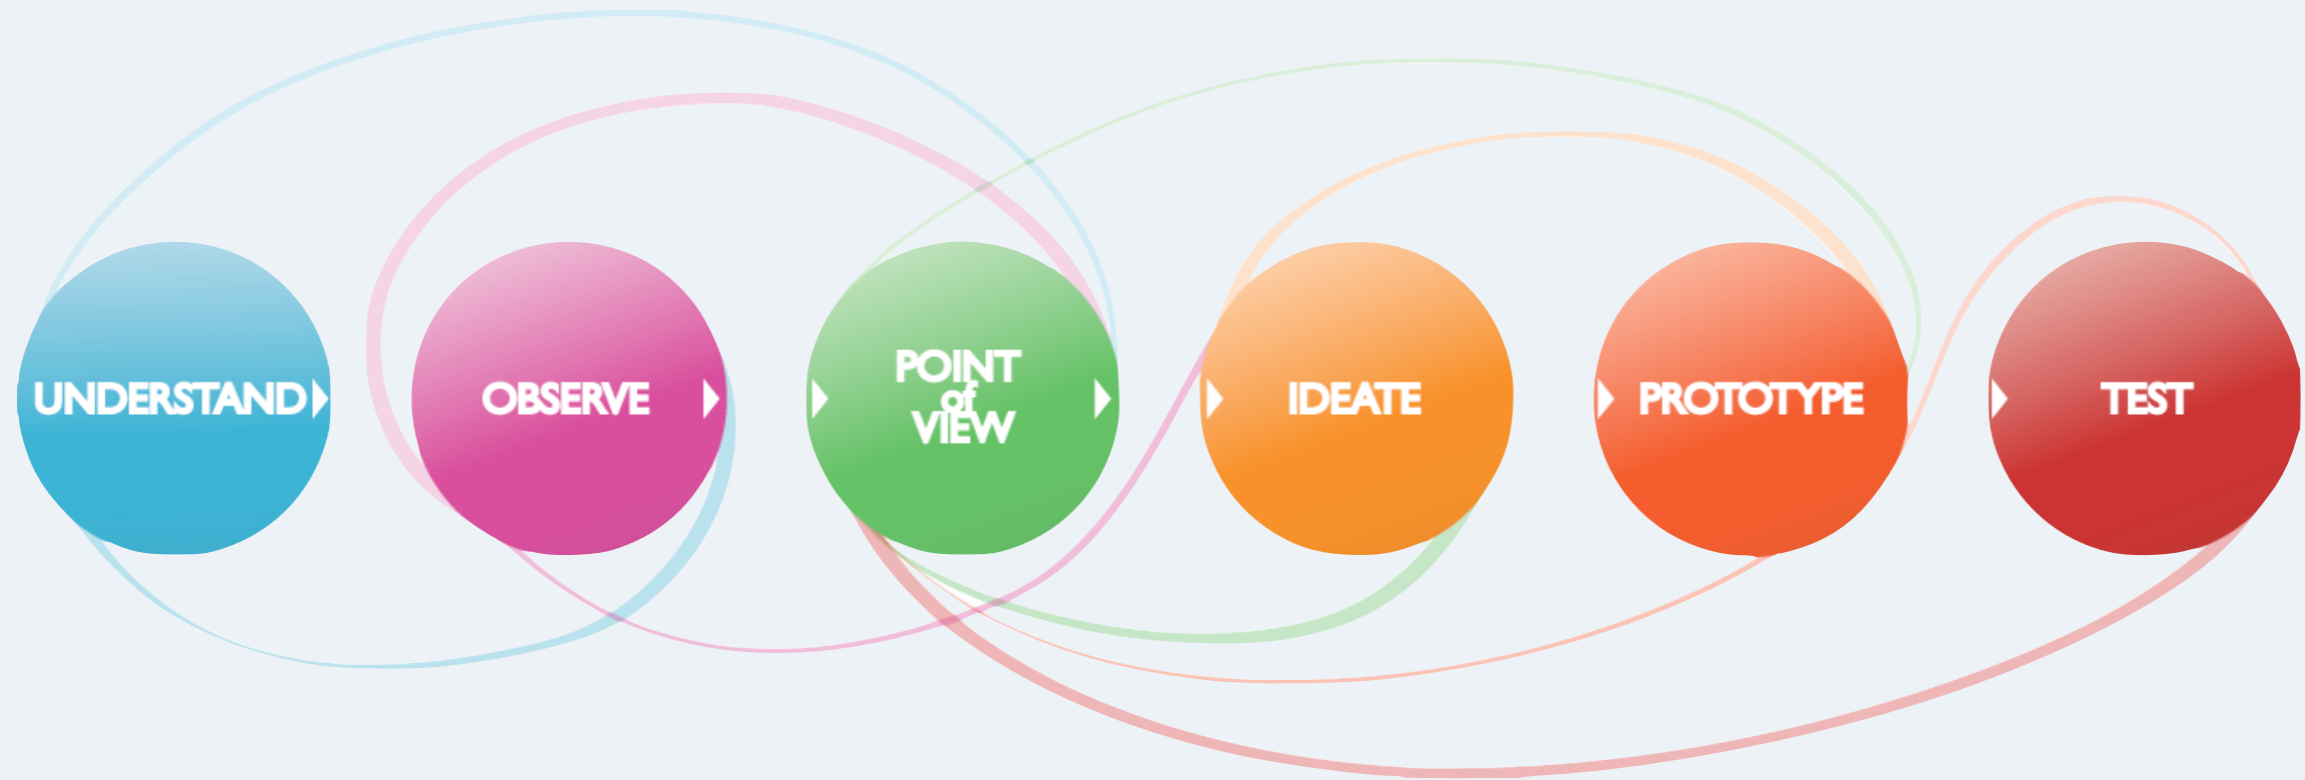 UNDERSTAND
OBSERVE
POINT
of
VIEW
IDEATE
PROTOTYPE
TEST